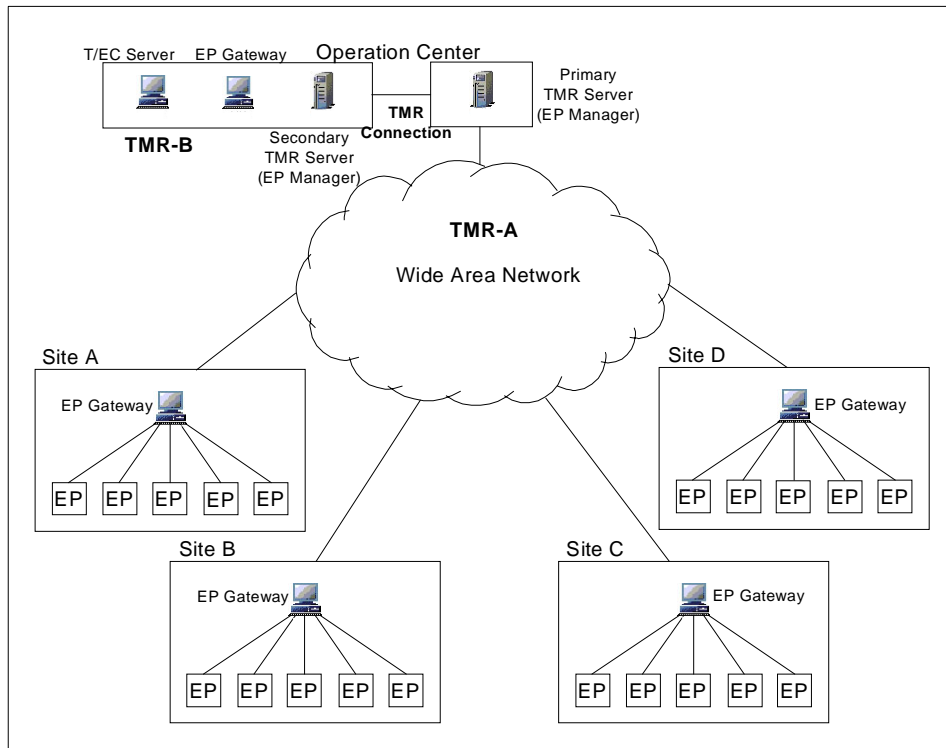 Operation Center
T/EC Server
EP Gateway
Primary
TMR Server
(EP Manager)
TMR
Connection
TMR-B
Secondary
TMR Server
(EP Manager)
TMR-A
Wide Area Network
Site A
EP Gateway
EP EP EP EP EP
Site D
EP Gateway
EP EP EP EP EP
Site B
EP Gateway
EP EP EP EP EP
Site C
EP Gateway
EP EP EP EP EP